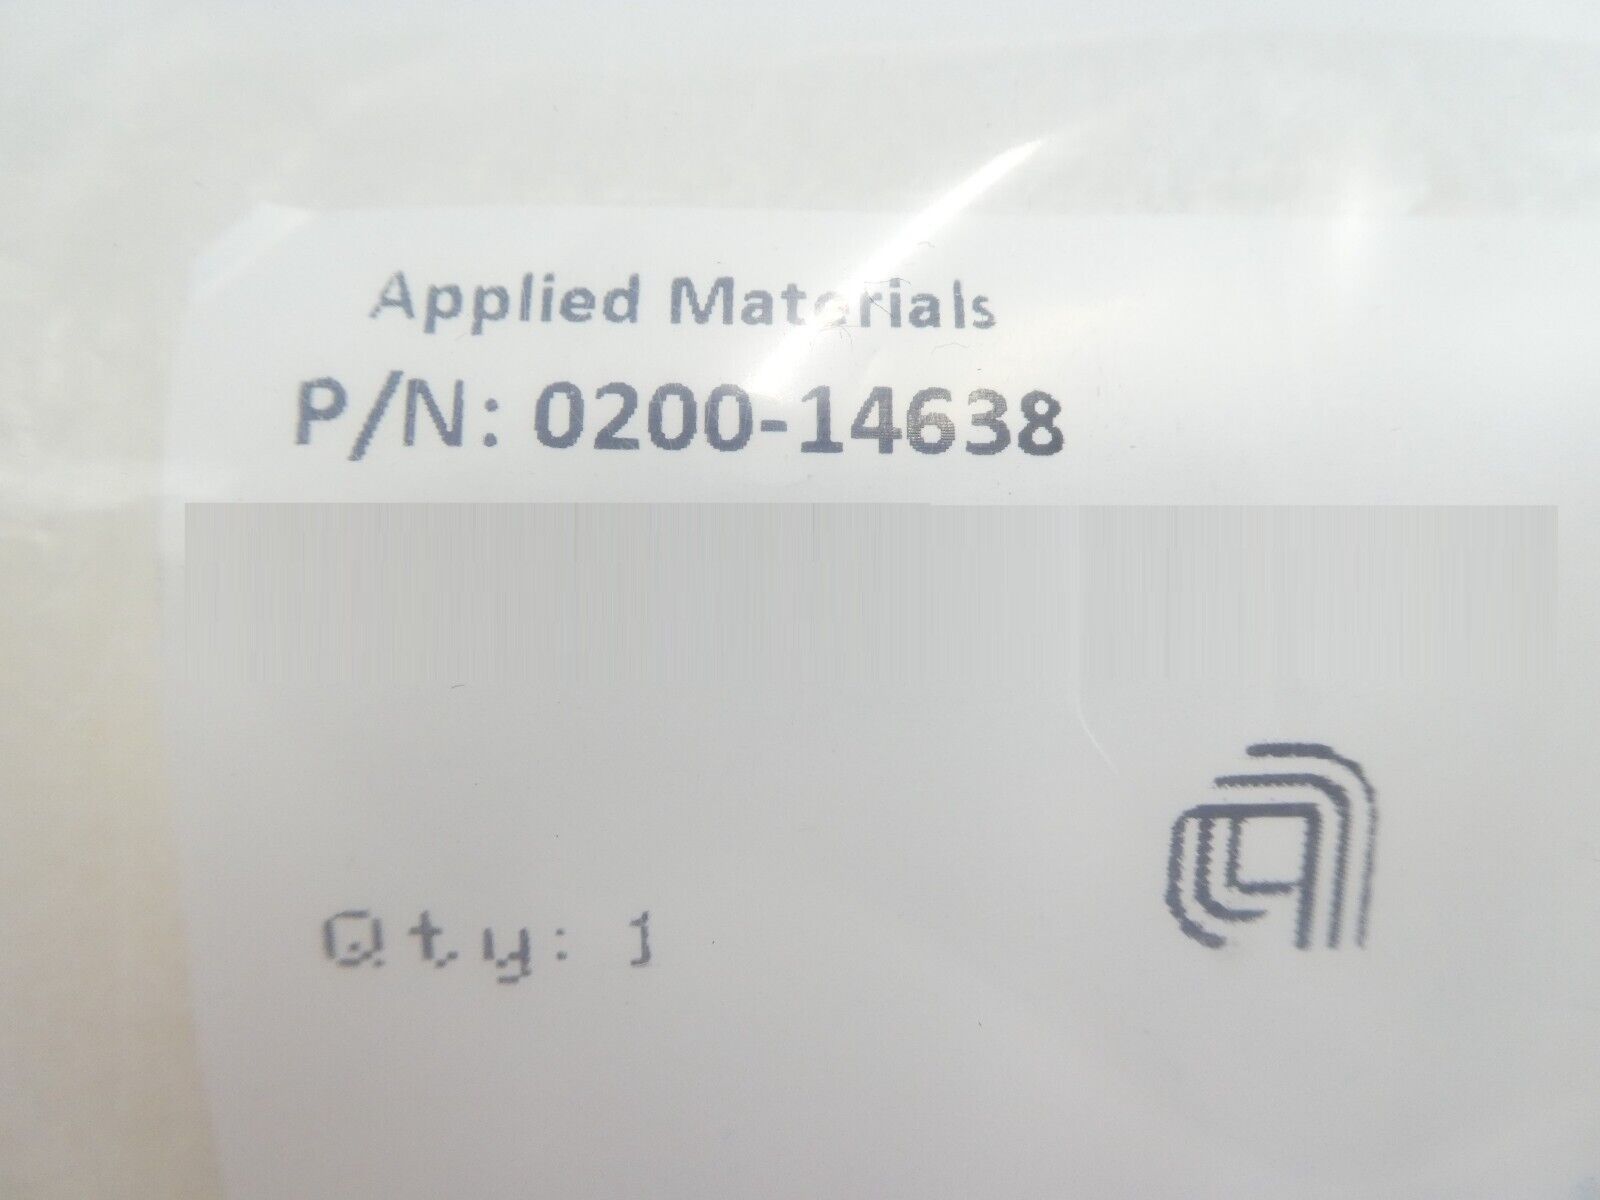 Applied Materials
P/N: 0200-14638
Qty: 1